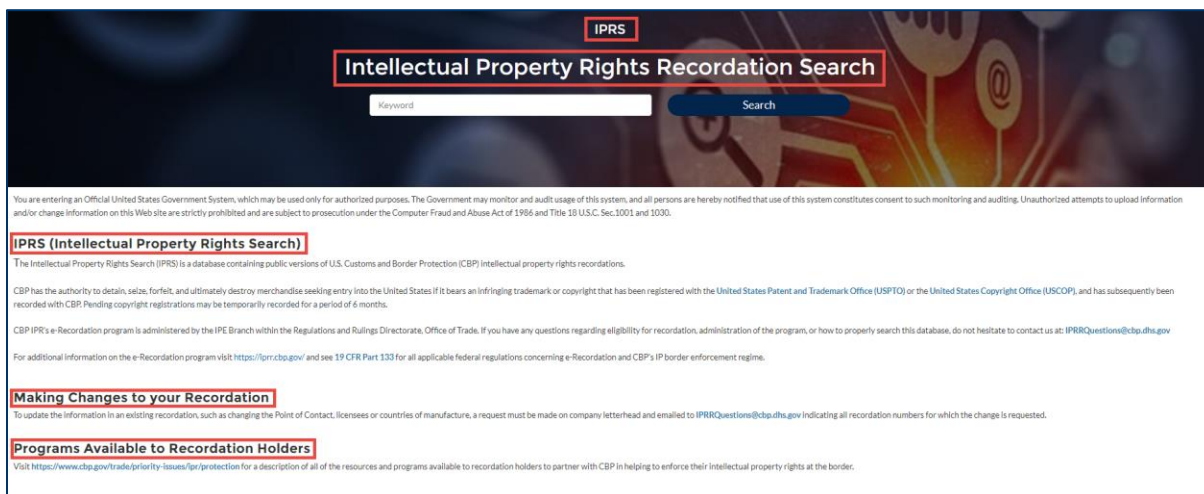 IPRS
Intellectual Property Rights Recordation Search
Keyword
Search
You are entering an Official United States Government System, which may be used only for authorized purposes. The Government may monitor and audit usage of this system, and all persons are hereby notified that use of this system constitutes consent to such monitoring and auditing. Unauthorized attempts to upload information
and/or change information on this Web site are strictly prohibited and are subject to prosecution under the Computer Fraud and Abuse Act of 1986 and Title 18 U.S.C. Sec.1001 and 1030.
IPRS (Intellectual Property Rights Search)
The Intellectual Property Rights Search (IPRS) is a database containing public versions of U.S. Customs and Border Protection (CBP) intellectual property rights recordations.
CBP has the authority to detain, seize, forfeit, and ultimately destroy merchandise seeking entry into the United States if it bears an infringing trademark or copyright that has been registered with the United States Patent and Trademark Office (USPTO) or the United States Copyright Office (USCOP), and has subsequently been
recorded with CBP. Pending copyright registrations may be temporarily recorded for a period of 6 months.
CBP IPR's e-Recordation program is administered by the IPE Branch within the Regulations and Rulings Directorate, Office of Trade. If you have any questions regarding eligibility for recordation, administration of the program, or how to properly search this database, do not hesitate to contact us at: IPRRQuestions@cbp.dhs.gov
For additional information on the e-Recordation program visit https://iprr.cbp.gov/ and see 19 CFR Part 133 for all applicable federal regulations concerning e-Recordation and CBP's IP border enforcement regime.
Making Changes to your Recordation
To update the information in an existing recordation, such as changing the Point of Contact, licensees or countries of manufacture, a request must be made on company letterhead and emailed to IPRRQuestions@cbp.dhs.gov indicating all recordation numbers for which the change is requested.
Programs Available to Recordation Holders
Visit https://www.cbp.gov/trade/priority-issues/ipr/protection for a description of all of the resources and programs available to recordation holders to partner with CBP in helping to enforce their intellectual property rights at the border.